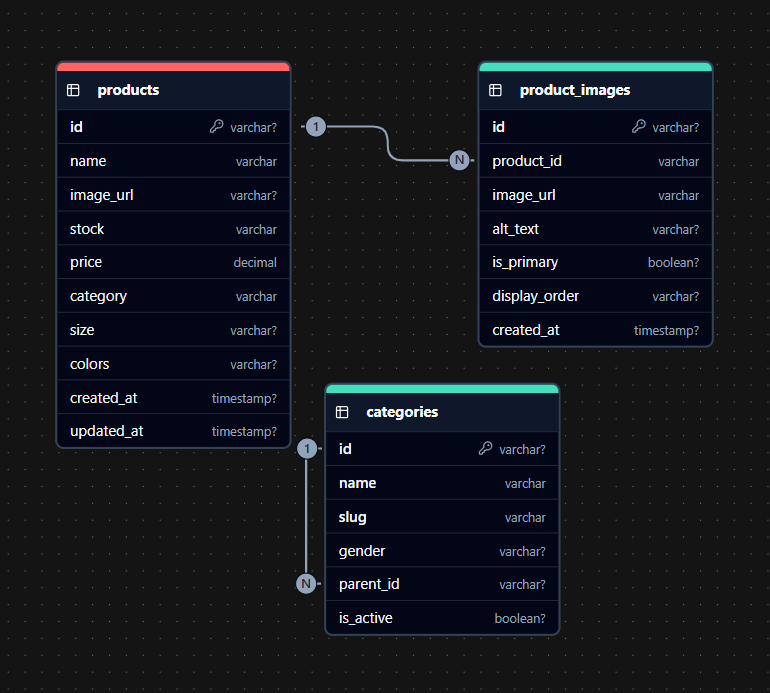 products
id varchar?
name varchar
image_url varchar?
stock varchar
price decimal
category varchar
size varchar?
colors varchar?
created_at timestamp?
updated_at timestamp?
1
N
product_images
id varchar?
product_id varchar
image_url varchar
alt_text varchar?
is_primary boolean?
display_order varchar?
created_at timestamp?
categories
1
id varchar?
name varchar
slug varchar
gender varchar?
N
parent_id varchar?
is_active boolean?